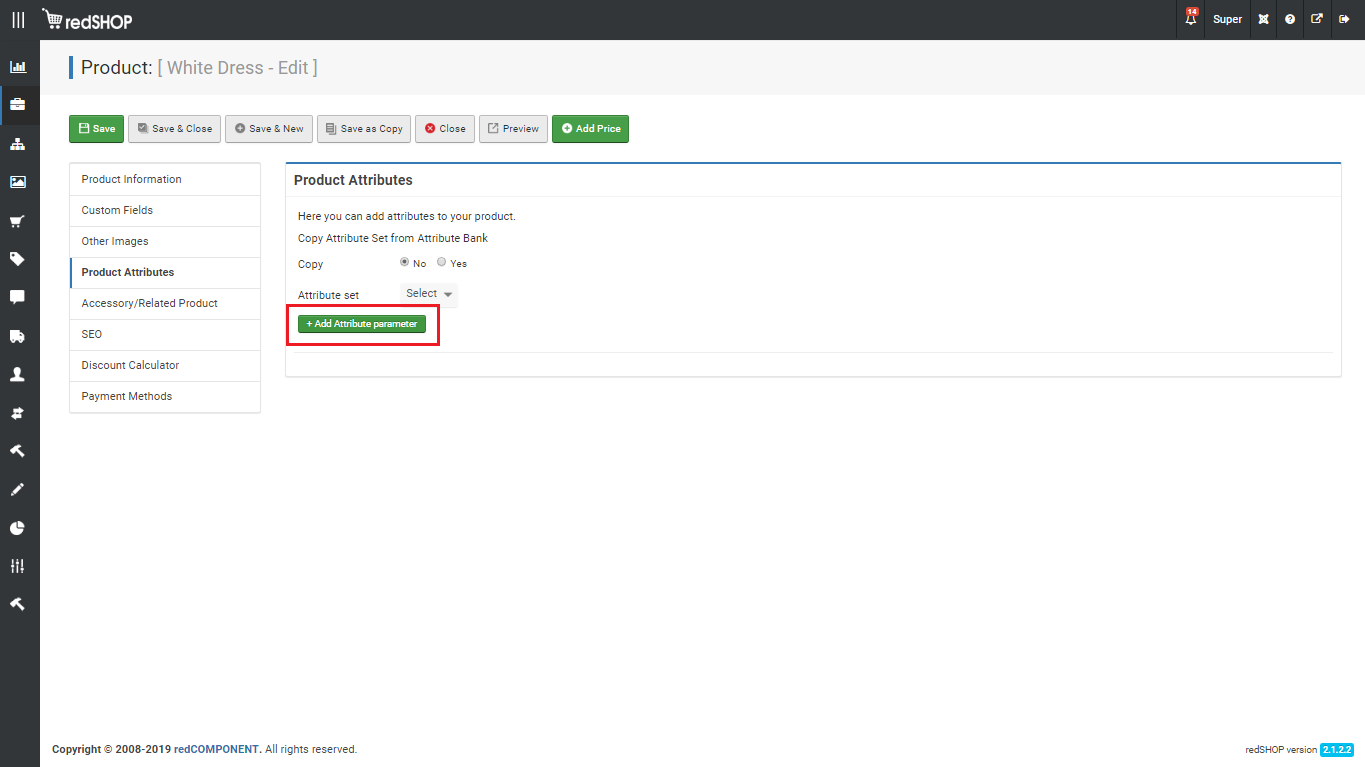 redSHOP
14
Super
Product: [ White Dress - Edit ]
Save
Save & Close
Save & New
Save as Copy
Close
Preview
Add Price
Product Information
Custom Fields
Other Images
Product Attributes
Accessory/Related Product
SEO
Discount Calculator
Payment Methods
Product Attributes
Here you can add attributes to your product.
Copy Attribute Set from Attribute Bank
Copy No Yes
Attribute set Select
+ Add Attribute parameter
Copyright © 2008-2019 redCOMPONENT. All rights reserved.
redSHOP version 2.1.2.2